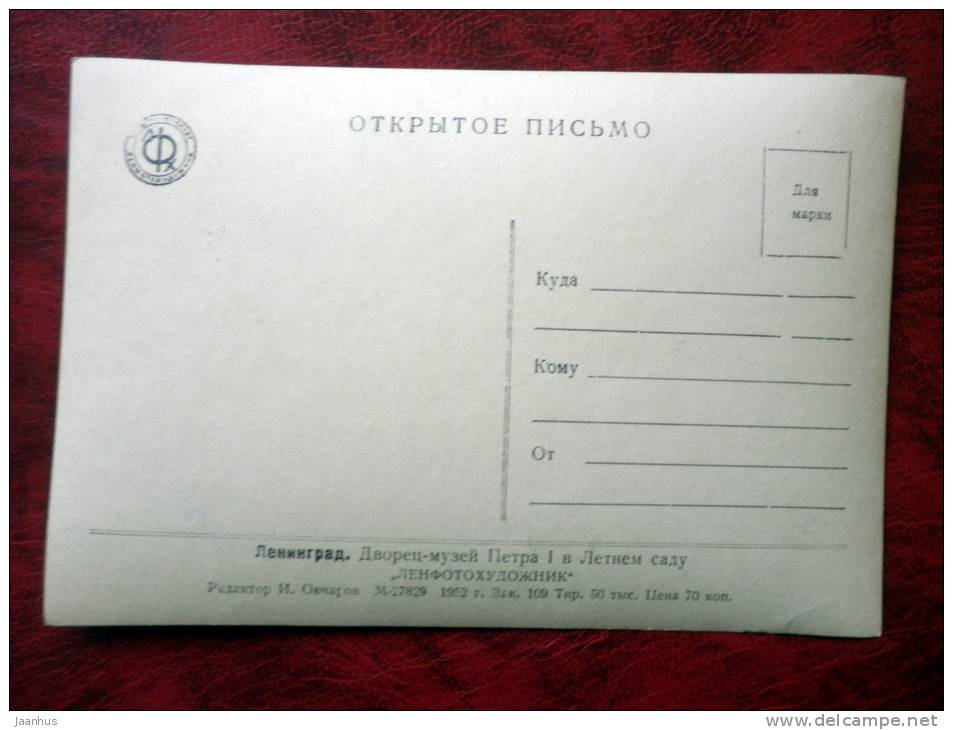 ОТКРЫТОЕ ПИСЬМО
Для
марки
Куда
Кому
От
Ленинград. Дворец-музей Петра I в Летнем саду
„ЛЕНФОТОХУДОЖНИК“
Редактор И. Овчаров М-27829 1952 г. Зак. 109 Тир. 50 тыс. Цена 70 коп.
Jaanhus
www.delcampe.net